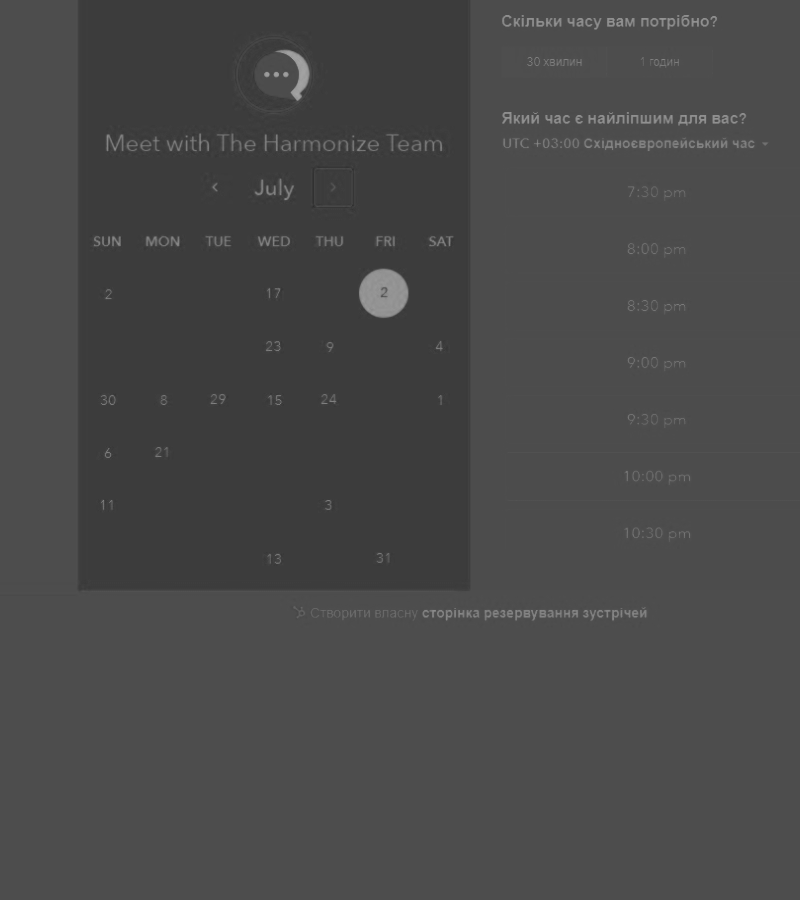 Meet with The Harmonize Team
July
SUN MON TUE WED THU FRI SAT
2 17 2
23 9 4
30 8 29 15 24 1
6 21
11 3
13 31
Скільки часу вам потрібно?
30 хвилин 1 годин
Який час є найліпшим для вас?
UTC +03:00 Східноєвропейський час
7:30 pm
8:00 pm
8:30 pm
9:00 pm
9:30 pm
10:00 pm
10:30 pm
Створити власну сторінка резервування зустрічей